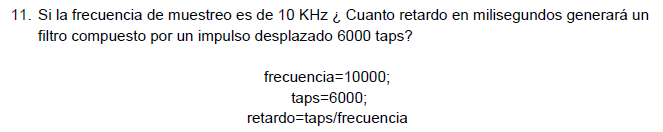 11. Si la frecuencia de muestreo es de 10 KHz ¿ Cuanto retardo en milisegundos generará un
filtro compuesto por un impulso desplazado 6000 taps?
frecuencia=10000;
taps=6000;
retardo=taps/frecuencia